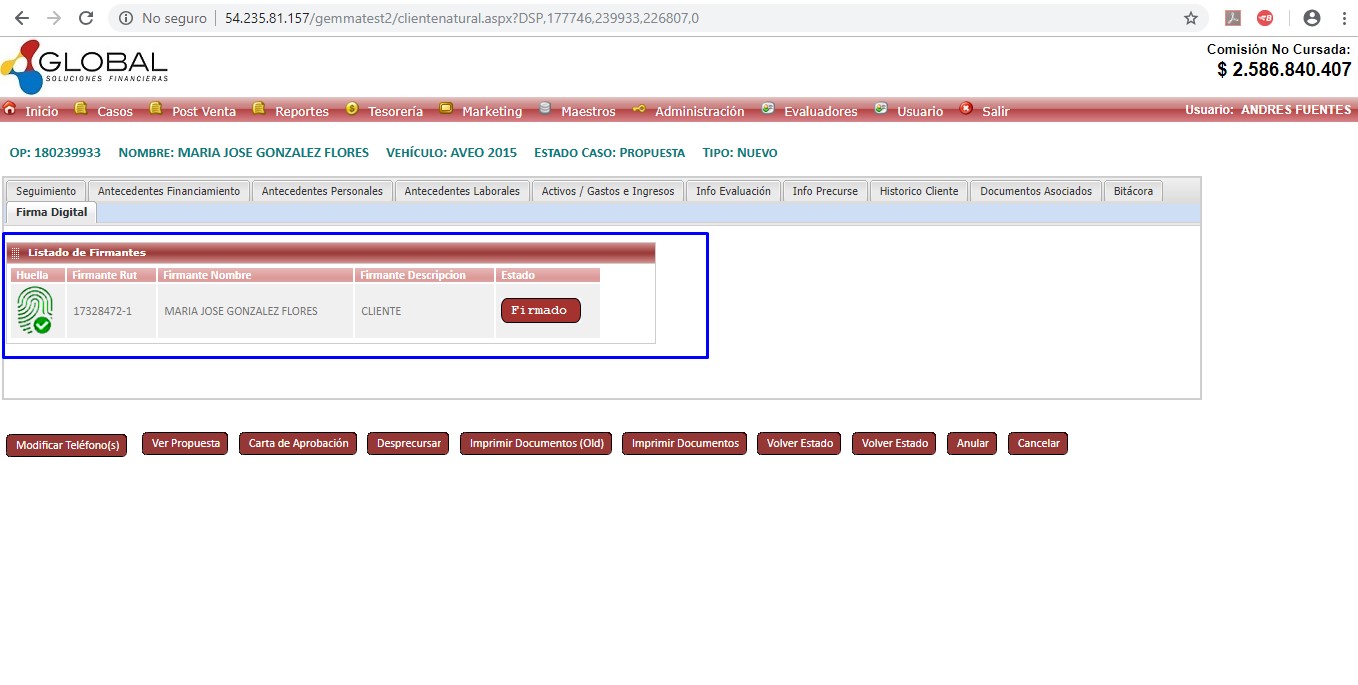 No seguro
54.235.81.157/gemmatest2/clientenatural.aspx?DSP,177746,239933,226807,0
GLOBAL
SOLUCIONES FINANCIERAS
Comisión No Cursada:
$ 2.586.840.407
Inicio Casos Post Venta Reportes Tesorería Marketing Maestros Administración Evaluadores Usuario Salir Usuario: ANDRES FUENTES
OP: 180239933 NOMBRE: MARIA JOSE GONZALEZ FLORES VEHÍCULO: AVEO 2015 ESTADO CASO: PROPUESTA TIPO: NUEVO
Seguimiento Antecedentes Financiamiento Antecedentes Personales Antecedentes Laborales Activos / Gastos e Ingresos Info Evaluación Info Precurse Historico Cliente Documentos Asociados Bitácora
Firma Digital
Listado de Firmantes
Huella Firmante Rut Firmante Nombre Firmante Descripcion Estado
17328472-1 MARIA JOSE GONZALEZ FLORES CLIENTE Firmado
Modificar Teléfono(s) Ver Propuesta Carta de Aprobación Desprecursar Imprimir Documentos (Old) Imprimir Documentos Volver Estado Volver Estado Anular Cancelar